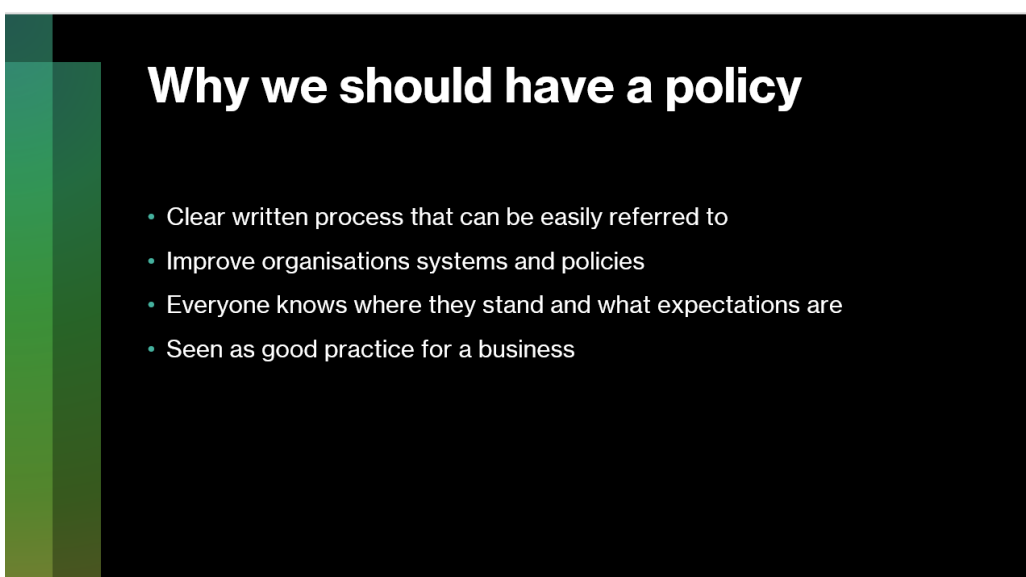 Why we should have a policy
• Clear written process that can be easily referred to
• Improve organisations systems and policies
• Everyone knows where they stand and what expectations are
• Seen as good practice for a business